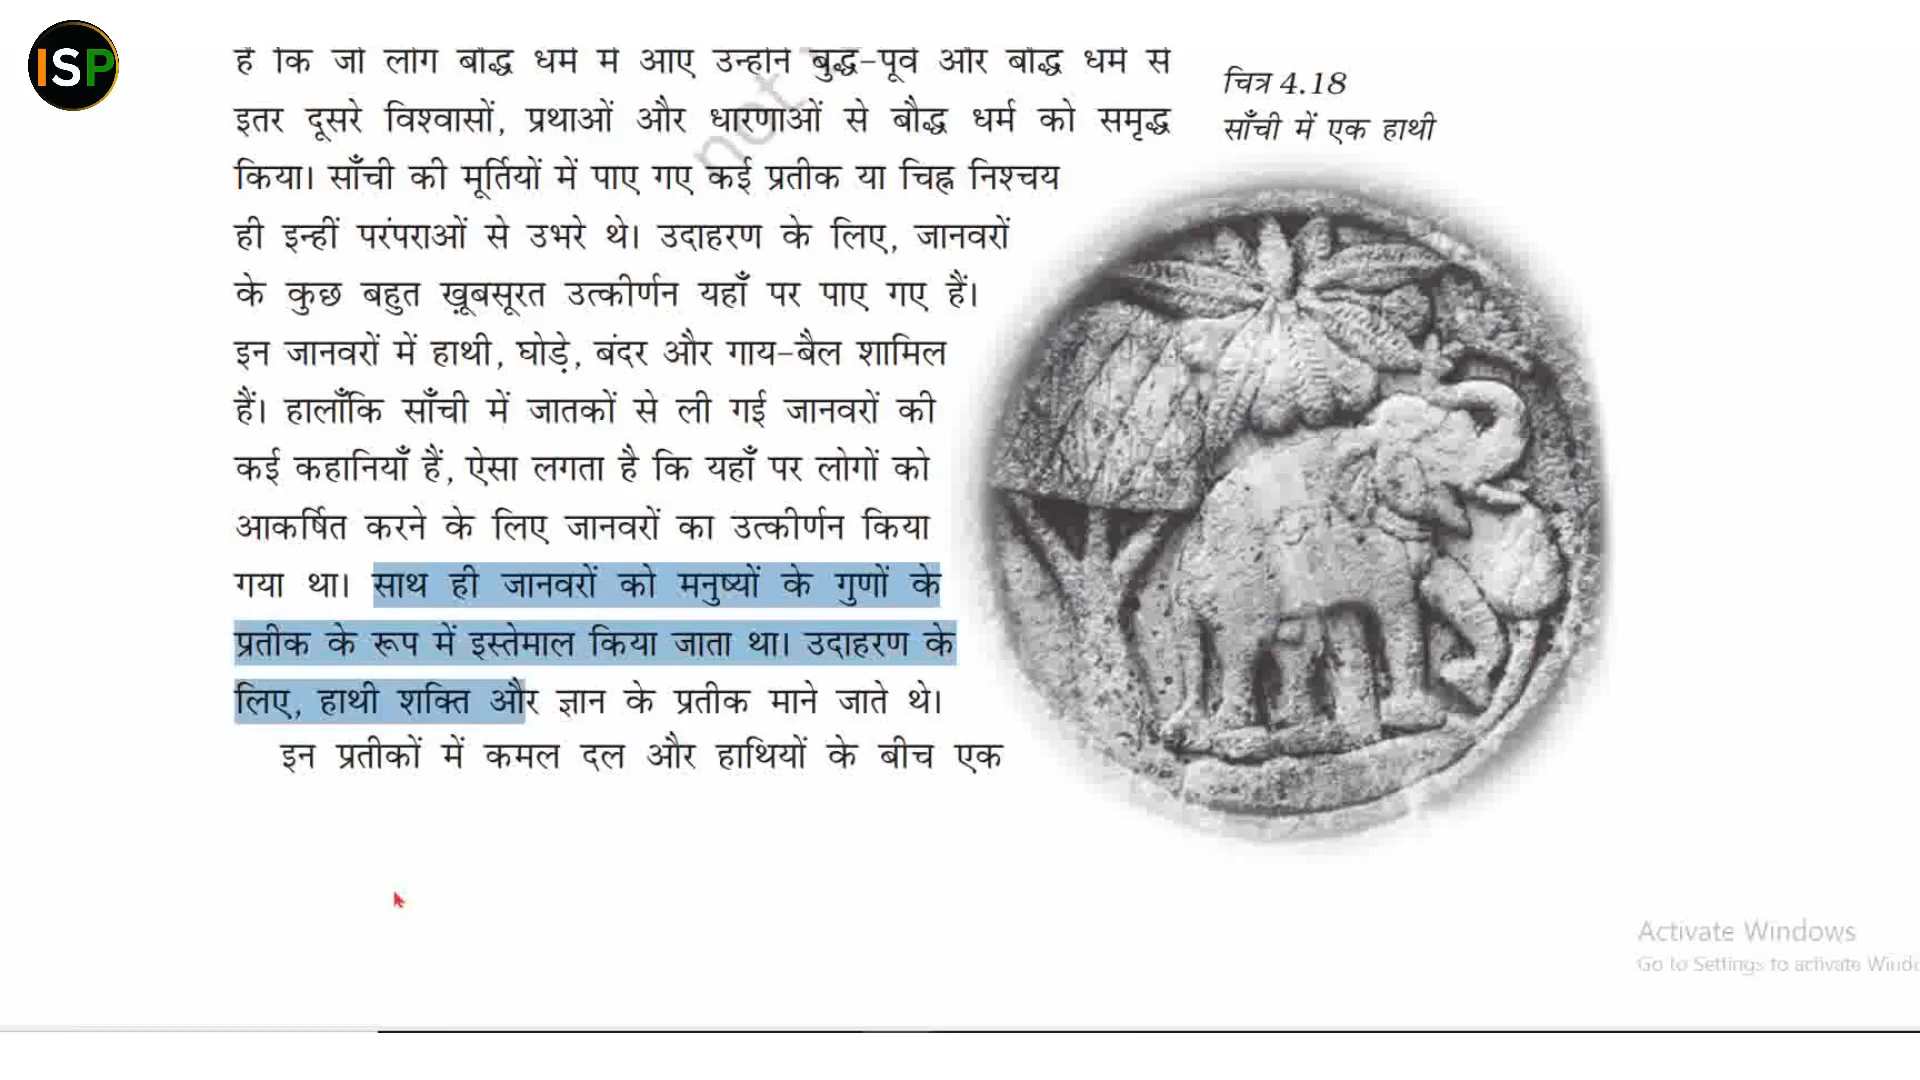 ISP
हैं कि जो लोग बौद्ध धर्म में आए उन्होंने बुद्ध-पूर्व और बौद्ध धर्म से
इतर दूसरे विश्वासों, प्रथाओं और धारणाओं से बौद्ध धर्म को समृद्ध
किया। साँची की मूर्तियों में पाए गए कई प्रतीक या चिह्न निश्चय
ही इन्हीं परंपराओं से उभरे थे। उदाहरण के लिए, जानवरों
के कुछ बहुत ख़ूबसूरत उत्कीर्णन यहाँ पर पाए गए हैं।
इन जानवरों में हाथी, घोड़े, बंदर और गाय-बैल शामिल
हैं। हालाँकि साँची में जातकों से ली गई जानवरों की
कई कहानियाँ हैं, ऐसा लगता है कि यहाँ पर लोगों को
आकर्षित करने के लिए जानवरों का उत्कीर्णन किया
गया था। साथ ही जानवरों को मनुष्यों के गुणों के
प्रतीक के रूप में इस्तेमाल किया जाता था। उदाहरण के
लिए, हाथी शक्ति और ज्ञान के प्रतीक माने जाते थे।
इन प्रतीकों में कमल दल और हाथियों के बीच एक
not
चित्र 4.18
साँची में एक हाथी
Activate Windows
Go to Settings to activate